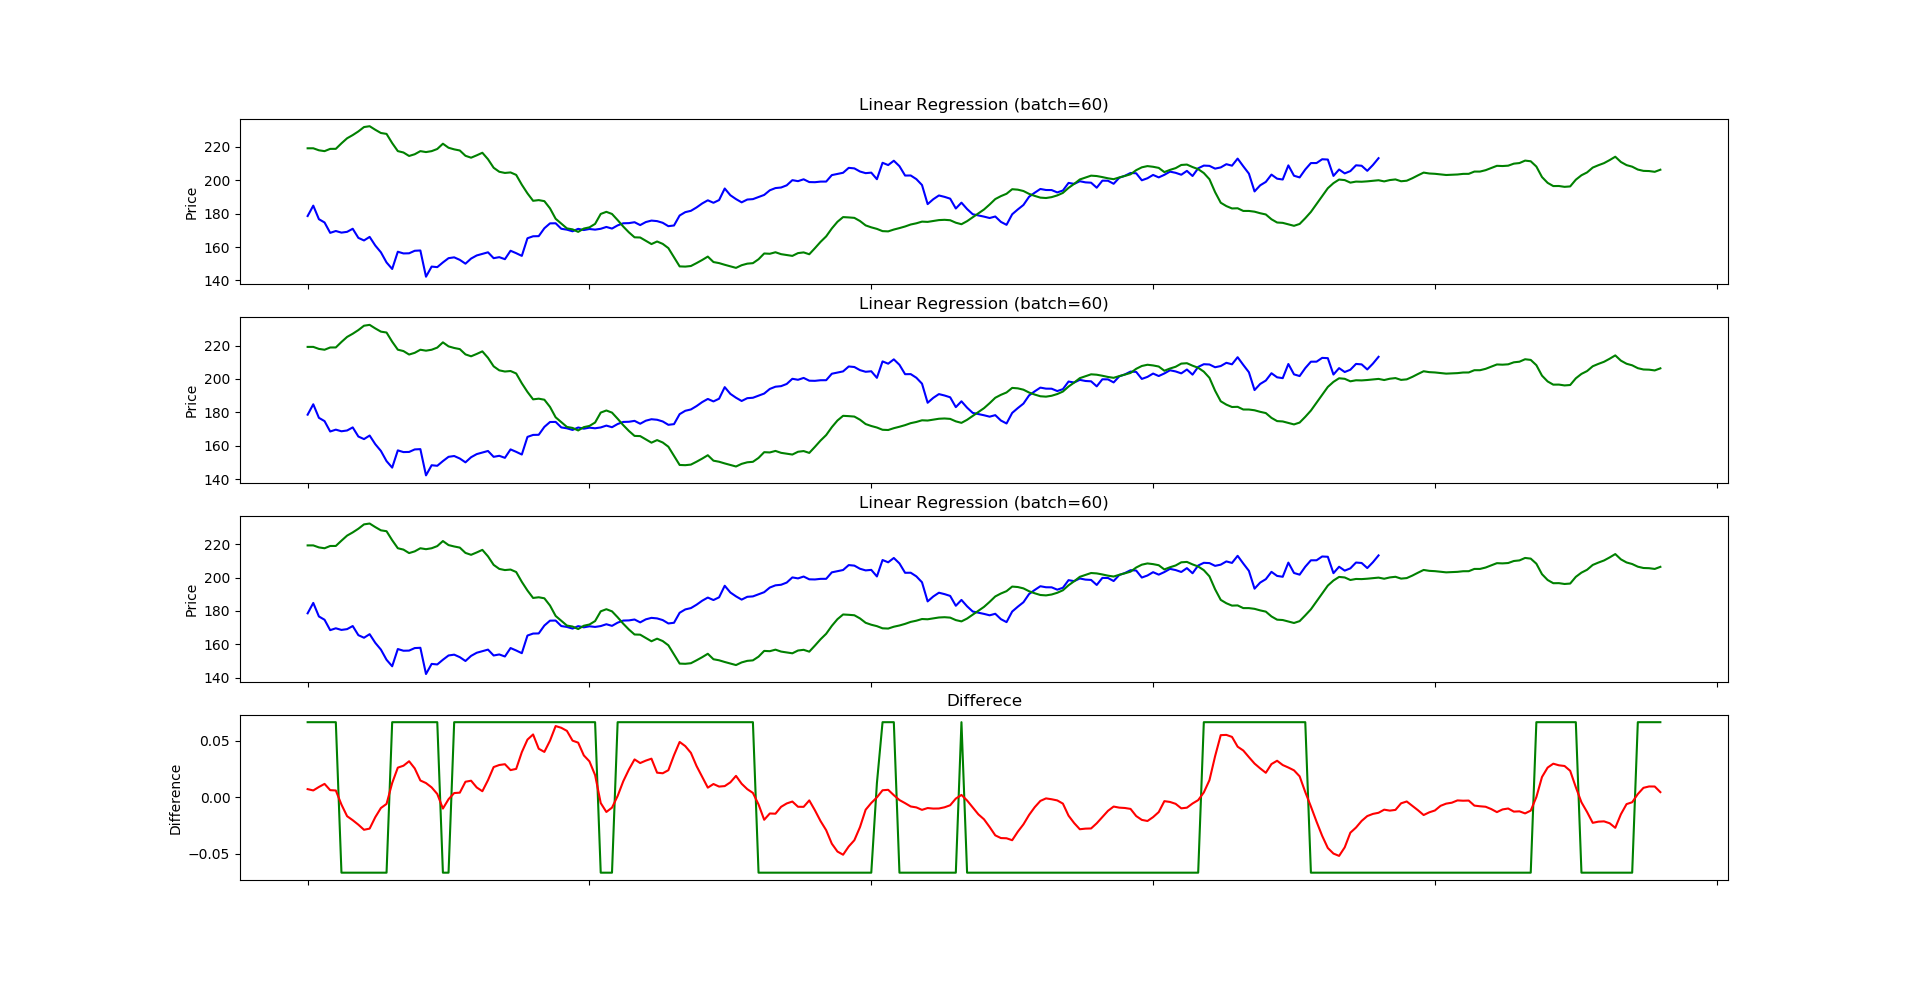 Linear Regression (batch=60)
220
200
180
160
140
Price
Linear Regression (batch=60)
220
200
180
160
140
Price
Linear Regression (batch=60)
220
200
180
160
140
Price
Differece
0.05
0.00
−0.05
Difference